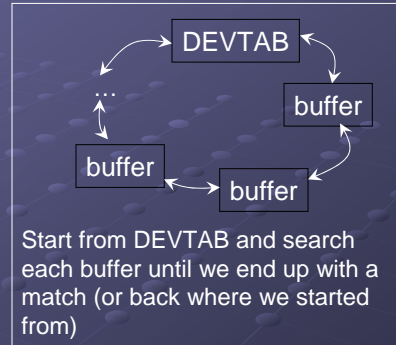 DEVTAB
...
buffer
buffer
buffer
Start from DEVTAB and search
each buffer until we end up with a
match (or back where we started
from)